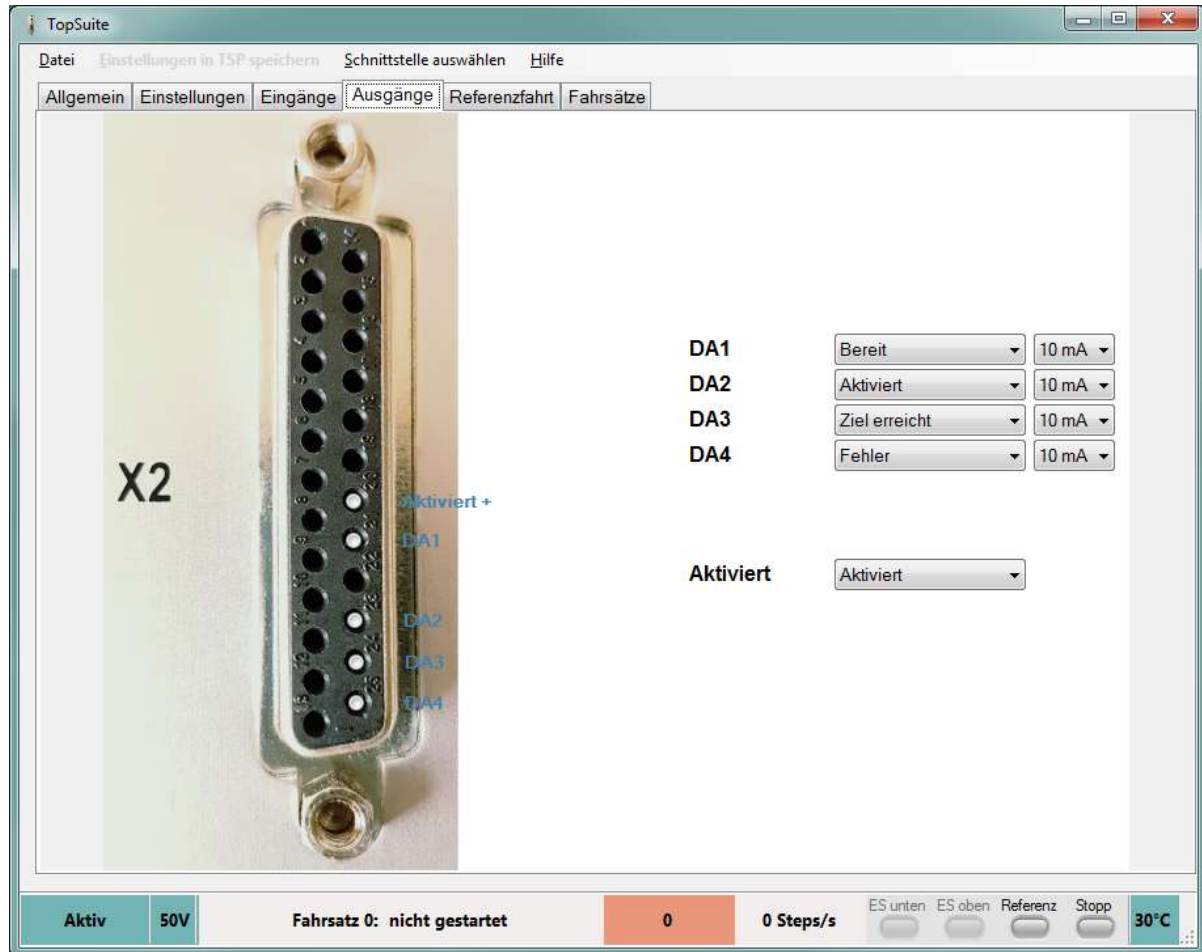 TopSuite
Datei Einstellungen in TSP speichern Schnittstelle auswählen Hilfe
Allgemein Einstellungen Eingänge Ausgänge Referenzfahrt Fahrsätze
X2
Aktiviert +
DA1
DA2
DA3
DA4
DA1 Bereit 10 mA
DA2 Aktiviert 10 mA
DA3 Ziel erreicht 10 mA
DA4 Fehler 10 mA
Aktiviert Aktiviert
Aktiv 50V Fahrsatz 0: nicht gestartet 0 0 Steps/s ES unten ES oben Referenz Stopp 30°C